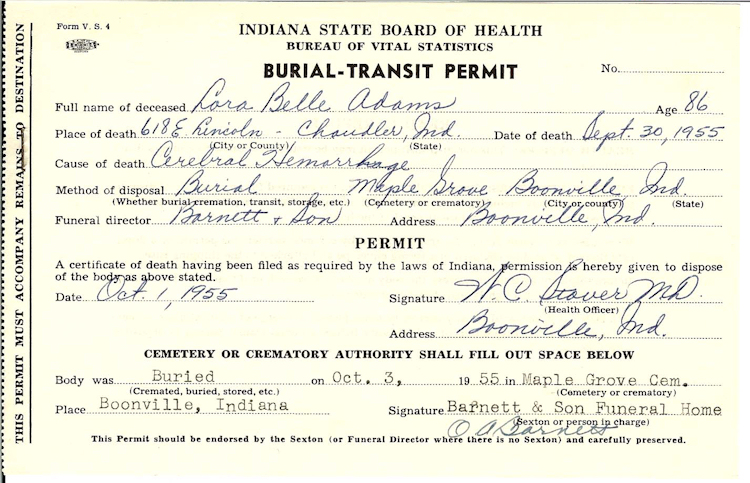 Form V. S. 4
INDIANA STATE BOARD OF HEALTH
BUREAU OF VITAL STATISTICS
BURIAL-TRANSIT PERMIT
No.
Full name of deceased Lora Belle Adams Age 86
Place of death 618 E Lincoln - Chandler, Ind. Date of death Sept. 30, 1955
(City or County) (State)
Cause of death Cerebral Hemorrhage
Method of disposal Burial Maple Grove Boonville Ind.
(Whether burial, cremation, transit, storage, etc.) (Cemetery or crematory) (City or county) (State)
Funeral director Barnett + Son Address Boonville, Ind.
PERMIT
A certificate of death having been filed as required by the laws of Indiana, permission is hereby given to dispose
of the body as above stated.
Date Oct. 1, 1955 Signature W. C. Stover MD.
(Health Officer)
Address Boonville, Ind.
CEMETERY OR CREMATORY AUTHORITY SHALL FILL OUT SPACE BELOW
Body was Buried on Oct. 3, 19 55 in Maple Grove Cem.
(Cremated, buried, stored, etc.) (Cemetery or crematory)
Place Boonville, Indiana Signature Barnett & Son Funeral Home
(Sexton or person in charge)
O A Barnett
This Permit should be endorsed by the Sexton (or Funeral Director where there is no Sexton) and carefully preserved.
THIS PERMIT MUST ACCOMPANY REMAINS TO DESTINATION